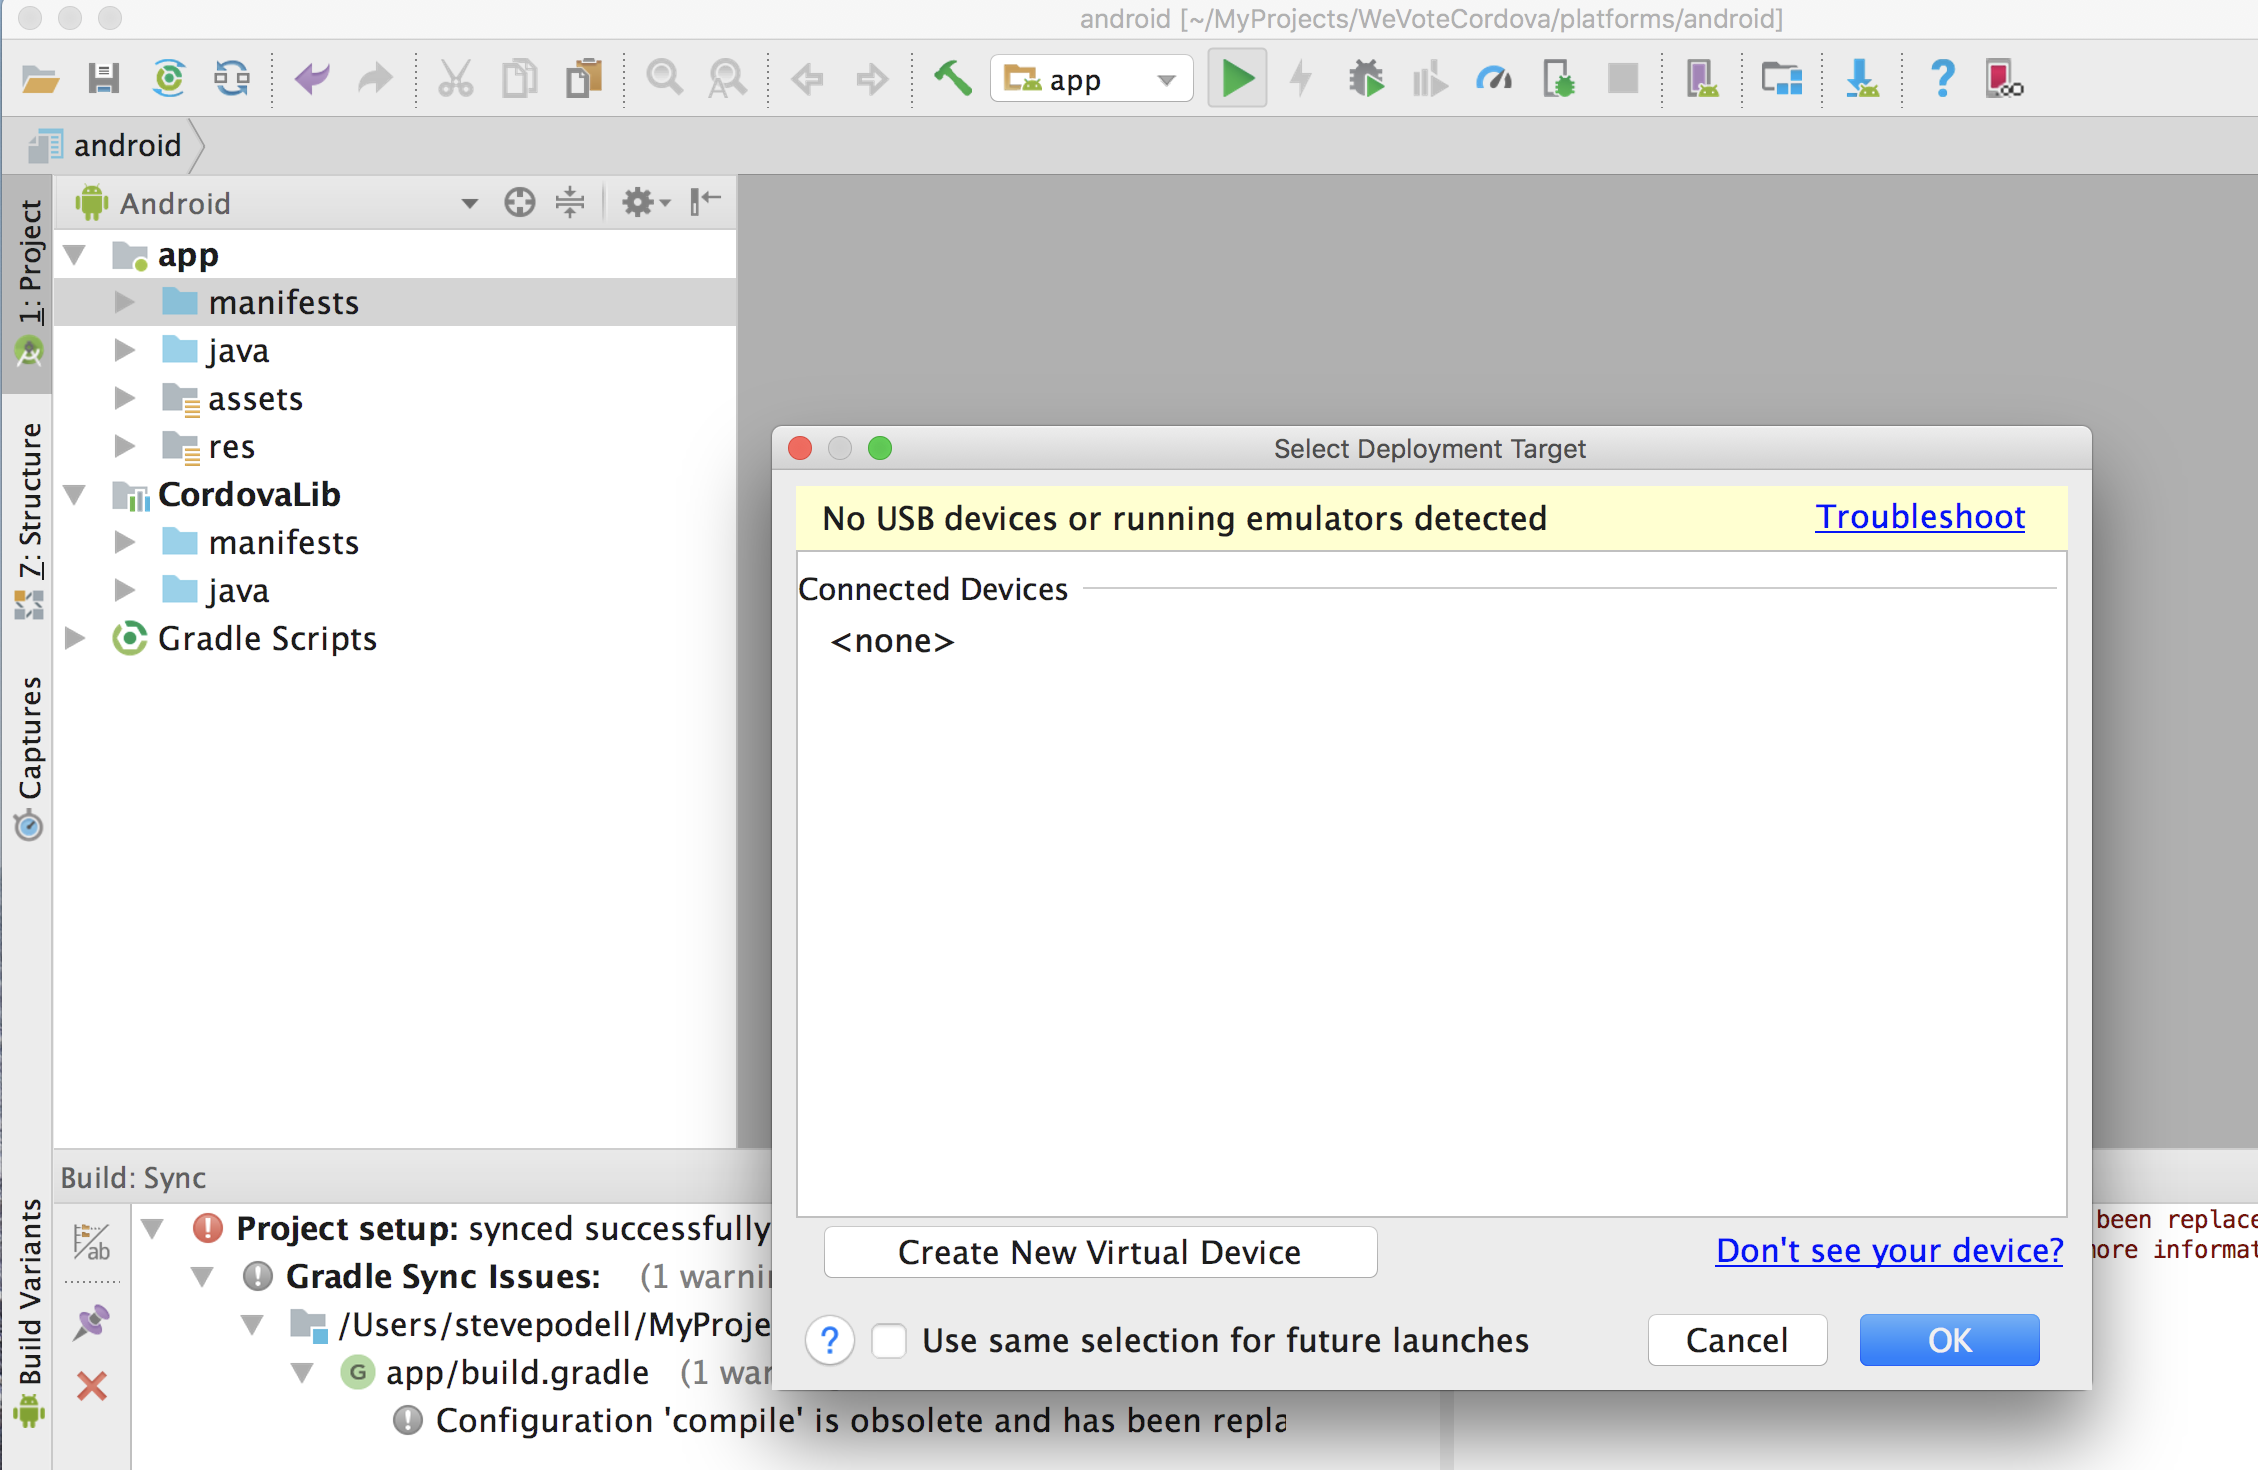 android [~/MyProjects/WeVoteCordova/platforms/android]
app
android
Android
1: Project
7: Structure
Captures
Build Variants
app
manifests
java
assets
res
CordovaLib
manifests
java
Gradle Scripts
Select Deployment Target
No USB devices or running emulators detected
Troubleshoot
Connected Devices
<none>
Create New Virtual Device
Don't see your device?
? Use same selection for future launches
Cancel
OK
Build: Sync
Project setup: synced successfully
Gradle Sync Issues: (1 warni
/Users/stevepodell/MyProje
G app/build.gradle (1 war
Configuration 'compile' is obsolete and has been repla
been replace
more informat